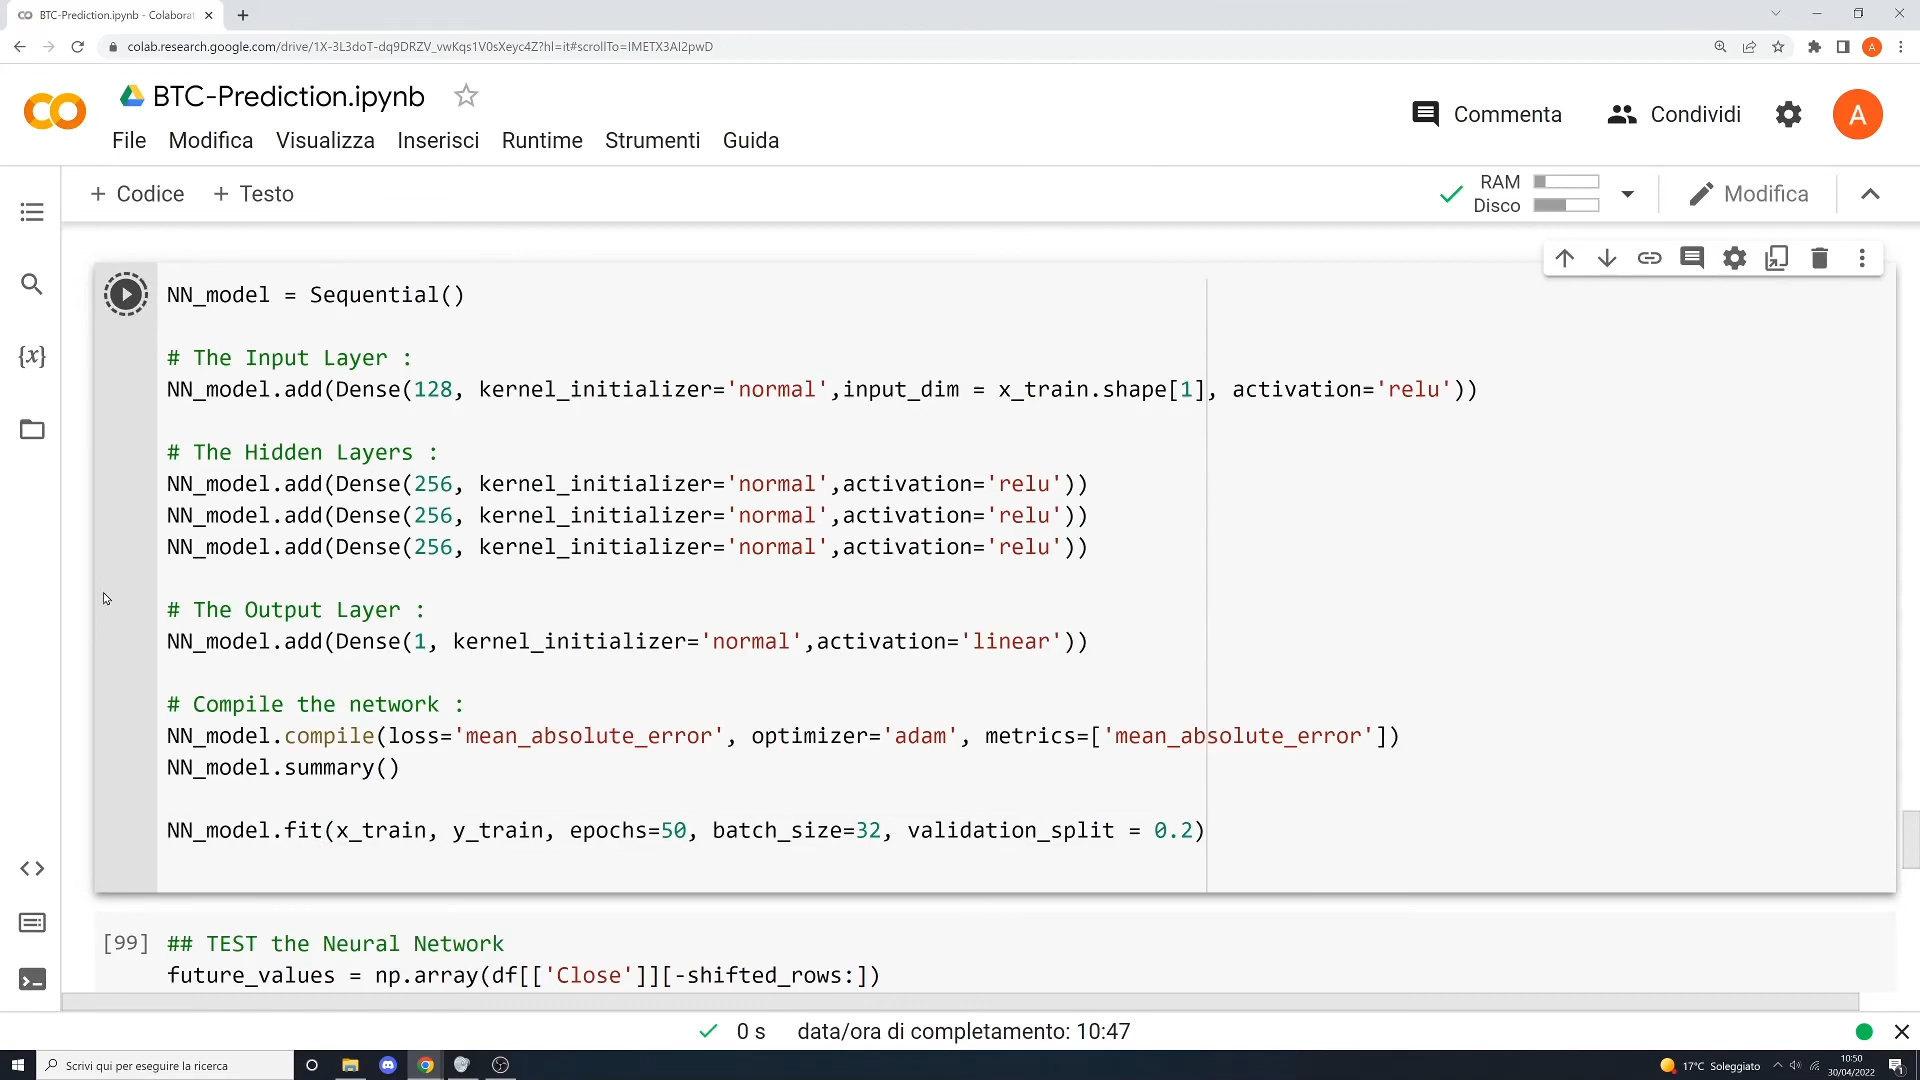 BTC-Prediction.ipynb - Colaborat
colab.research.google.com/drive/1X-3L3doT-dq9DRZV_vwKqs1V0sXeyc4Z?hl=it#scrollTo=IMETX3AI2pwD
A
BTC-Prediction.ipynb
Commenta
Condividi
A
File Modifica Visualizza Inserisci Runtime Strumenti Guida
+ Codice + Testo
RAM
Disco
Modifica
NN_model = Sequential()
# The Input Layer :
NN_model.add(Dense(128, kernel_initializer='normal',input_dim = x_train.shape[1], activation='relu'))
# The Hidden Layers :
NN_model.add(Dense(256, kernel_initializer='normal',activation='relu'))
NN_model.add(Dense(256, kernel_initializer='normal',activation='relu'))
NN_model.add(Dense(256, kernel_initializer='normal',activation='relu'))
# The Output Layer :
NN_model.add(Dense(1, kernel_initializer='normal',activation='linear'))
# Compile the network :
NN_model.compile(loss='mean_absolute_error', optimizer='adam', metrics=['mean_absolute_error'])
NN_model.summary()
NN_model.fit(x_train, y_train, epochs=50, batch_size=32, validation_split = 0.2)
[99] ## TEST the Neural Network
future_values = np.array(df[['Close']][-shifted_rows:])
0 s data/ora di completamento: 10:47
Scrivi qui per eseguire la ricerca
17°C Soleggiato
10:50
30/04/2022
1